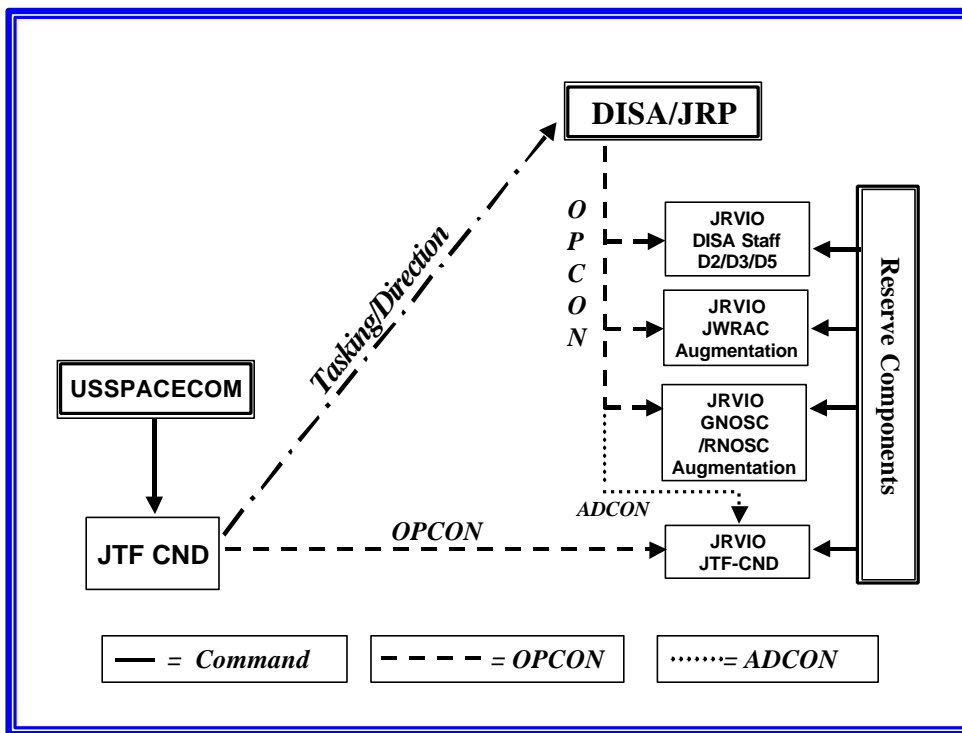 DISA/JRP
OPCON
JRVIO
DISA Staff
D2/D3/D5
Tasking/Direction
JRVIO
JWRAC
Augmentation
Reserve Components
USSPACECOM
JRVIO
GNOSC
/RNOSC
Augmentation
ADCON
JTF CND
OPCON
JRVIO
JTF-CND
= Command
= OPCON
= ADCON